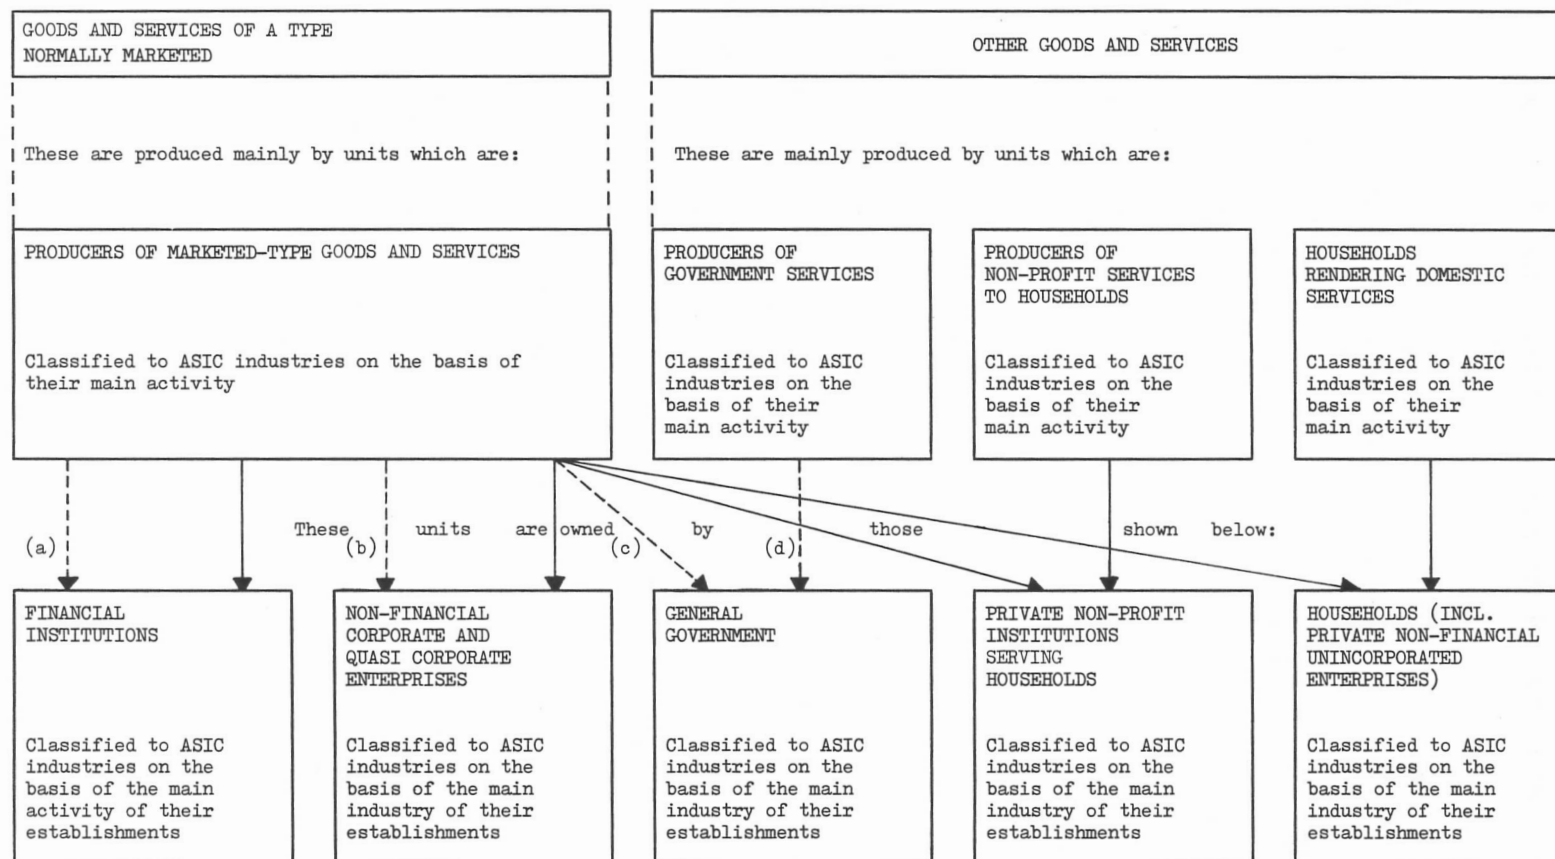 GOODS AND SERVICES OF A TYPE
NORMALLY MARKETED
OTHER GOODS AND SERVICES
These are produced mainly by units which are:
These are mainly produced by units which are:
PRODUCERS OF MARKETED-TYPE GOODS AND SERVICES
Classified to ASIC industries on the basis of
their main activity
PRODUCERS OF
GOVERNMENT SERVICES
Classified to ASIC
industries on the
basis of their
main activity
PRODUCERS OF
NON-PROFIT SERVICES
TO HOUSEHOLDS
Classified to ASIC
industries on the
basis of their
main activity
HOUSEHOLDS
RENDERING DOMESTIC
SERVICES
Classified to ASIC
industries on the
basis of their
main activity
These units are owned by those shown below:
(a) (b) (c) (d)
FINANCIAL
INSTITUTIONS
Classified to ASIC
industries on the
basis of the main
activity of their
establishments
NON-FINANCIAL
CORPORATE AND
QUASI CORPORATE
ENTERPRISES
Classified to ASIC
industries on the
basis of the main
industry of their
establishments
GENERAL
GOVERNMENT
Classified to ASIC
industries on the
basis of the main
industry of their
establishments
PRIVATE NON-PROFIT
INSTITUTIONS
SERVING
HOUSEHOLDS
Classified to ASIC
industries on the
basis of the main
industry of their
establishments
HOUSEHOLDS (INCL.
PRIVATE NON-FINANCIAL
UNINCORPORATED
ENTERPRISES)
Classified to ASIC
industries on the
basis of the main
industry of their
establishments